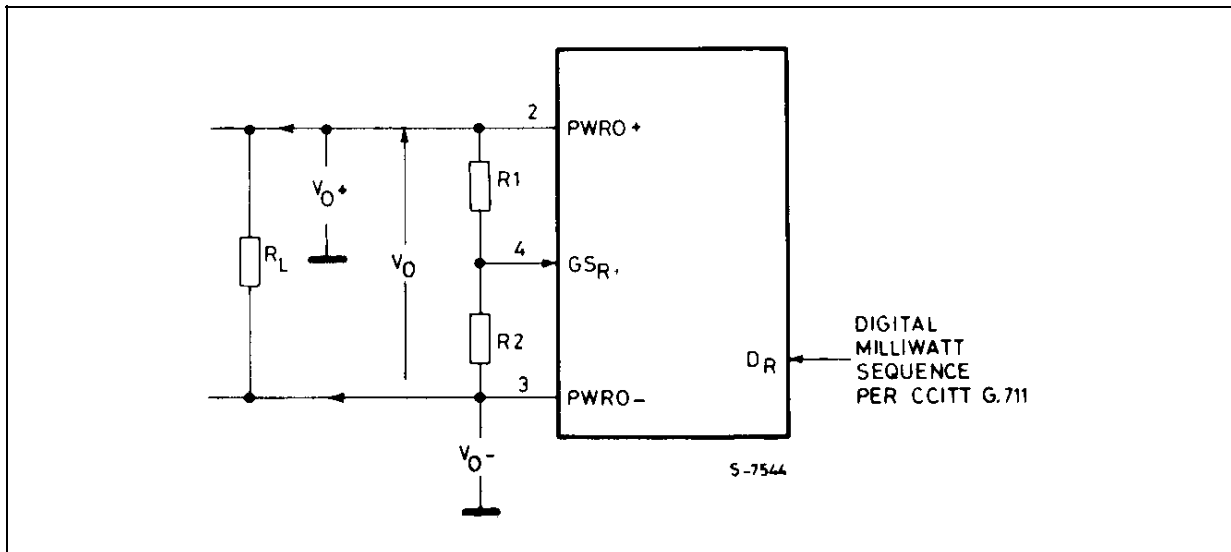 2
PWRO+
R1
VO+
4
GSR,
RL
VO
R2
DIGITAL
MILLIWATT
DR
SEQUENCE
PER CCITT G.711
3
PWRO–
VO-
S-7544